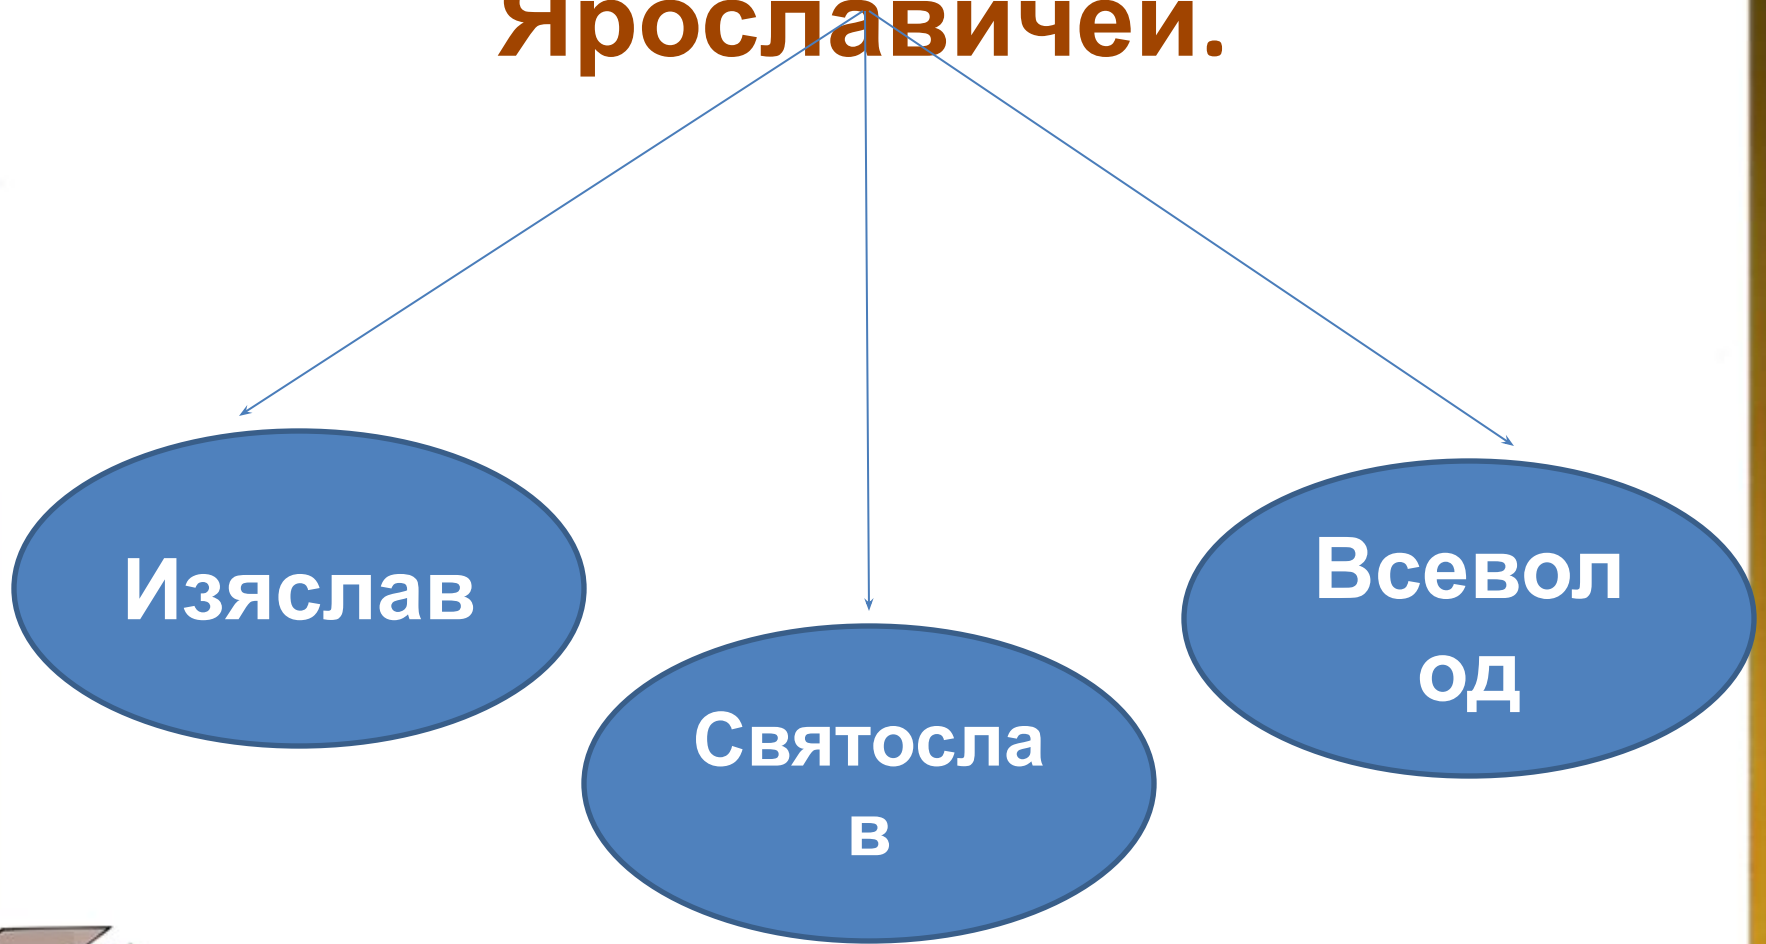 Ярославичей.
Изяслав
Всевол
од
Святосла
в